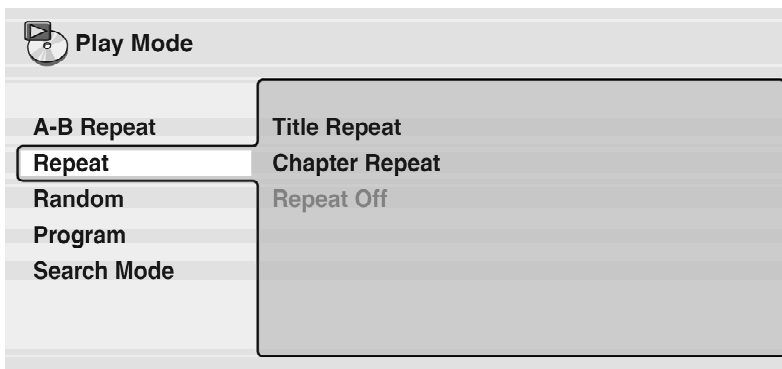 Play Mode
A-B Repeat
Repeat
Random
Program
Search Mode
Title Repeat
Chapter Repeat
Repeat Off